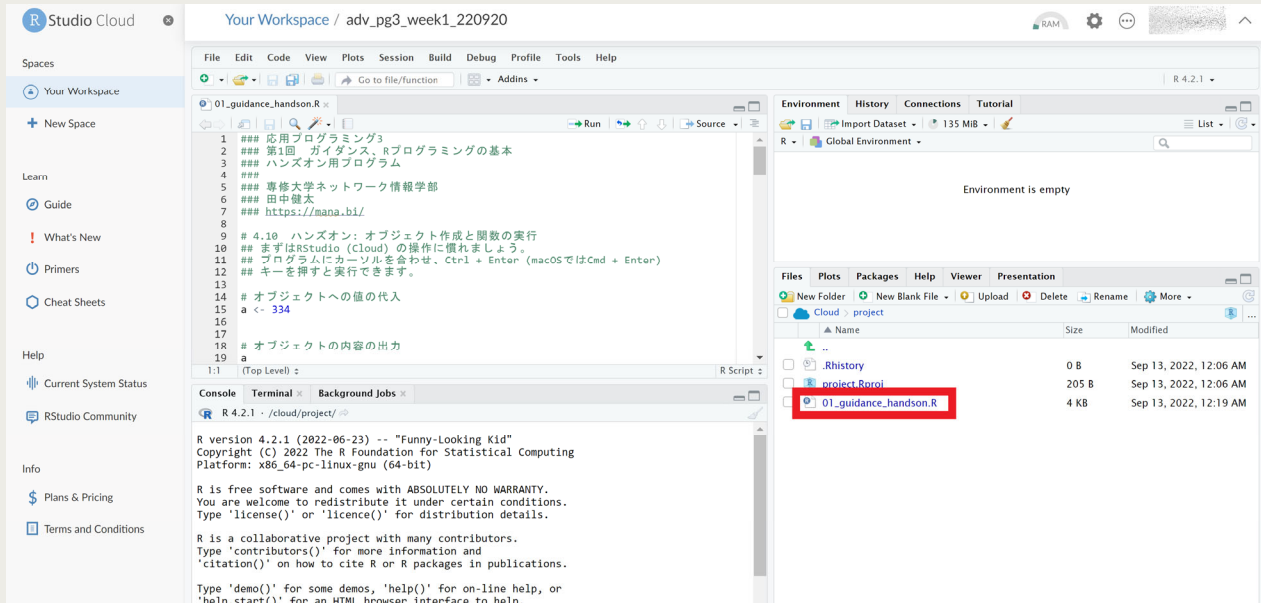 R Studio Cloud
Your Workspace / adv_pg3_week1_220920
RAM
Spaces
Your Workspace
New Space
Learn
Guide
What's New
Primers
Cheat Sheets
Help
Current System Status
RStudio Community
Info
Plans & Pricing
Terms and Conditions
File Edit Code View Plots Session Build Debug Profile Tools Help
Go to file/function Addins R 4.2.1
01_guidance_handson.R
Run Source
1 ### 応用プログラミング3
2 ### 第1回　ガイダンス、Rプログラミングの基本
3 ### ハンズオン用プログラム
4 ###
5 ### 専修大学ネットワーク情報学部
6 ### 田中健太
7 ### https://mana.bi/
8
9 # 4.10　ハンズオン: オブジェクト作成と関数の実行
10 ## まずはRStudio (Cloud) の操作に慣れましょう。
11 ## プログラムにカーソルを合わせ、Ctrl + Enter (macOSではCmd + Enter)
12 ## キーを押すと実行できます。
13
14 # オブジェクトへの値の代入
15 a <- 334
16
17
18 # オブジェクトの内容の出力
19 a
1:1 (Top Level) R Script
Console Terminal Background Jobs
R 4.2.1 · /cloud/project/
R version 4.2.1 (2022-06-23) -- "Funny-Looking Kid"
Copyright (C) 2022 The R Foundation for Statistical Computing
Platform: x86_64-pc-linux-gnu (64-bit)
R is free software and comes with ABSOLUTELY NO WARRANTY.
You are welcome to redistribute it under certain conditions.
Type 'license()' or 'licence()' for distribution details.
R is a collaborative project with many contributors.
Type 'contributors()' for more information and
'citation()' on how to cite R or R packages in publications.
Type 'demo()' for some demos, 'help()' for on-line help, or
'help.start()' for an HTML browser interface to help.
Environment History Connections Tutorial
Import Dataset 135 MiB List
R Global Environment
Environment is empty
Files Plots Packages Help Viewer Presentation
New Folder New Blank File Upload Delete Rename More
Cloud project R
Name Size Modified
..
.Rhistory 0 B Sep 13, 2022, 12:06 AM
project.Rproj 205 B Sep 13, 2022, 12:06 AM
01_guidance_handson.R 4 KB Sep 13, 2022, 12:19 AM